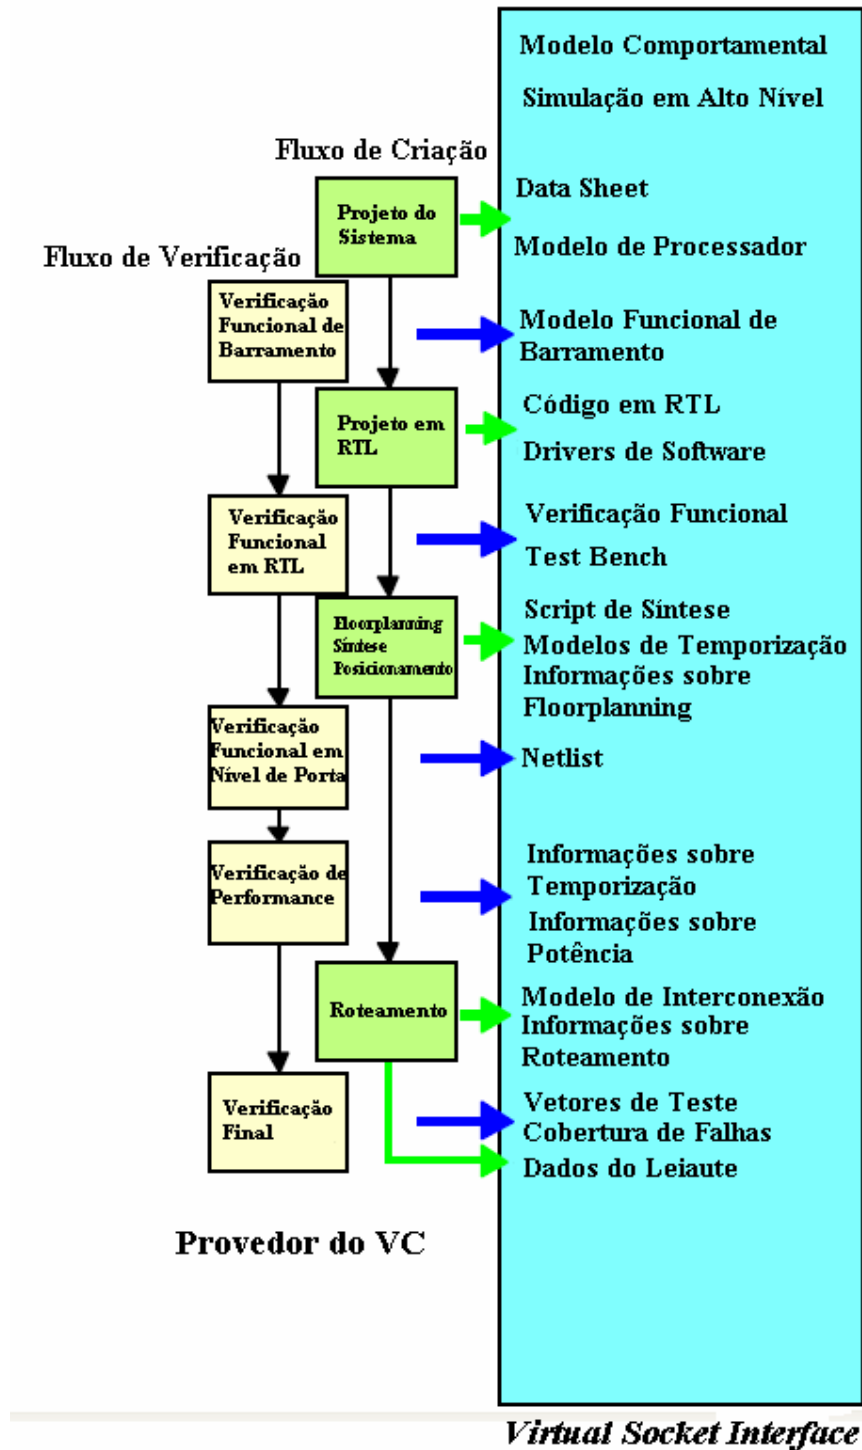 Modelo Comportamental
Simulação em Alto Nível
Fluxo de Criação
Data Sheet
Projeto do
Sistema
Modelo de Processador
Fluxo de Verificação
Verificação
Funcional de
Barramento
Modelo Funcional de
Barramento
Projeto em
RTL
Código em RTL
Drivers de Software
Verificação
Funcional
em RTL
Verificação Funcional
Test Bench
Floorplanning
Síntese
Posicionamento
Script de Síntese
Modelos de Temporização
Informações sobre
Floorplanning
Verificação
Funcional em
Nível de Porta
Netlist
Verificação de
Performance
Informações sobre
Temporização
Informações sobre
Potência
Roteamento
Modelo de Interconexão
Informações sobre
Roteamento
Verificação
Final
Vetores de Teste
Cobertura de Falhas
Dados do Leiaute
Provedor do VC
Virtual Socket Interface